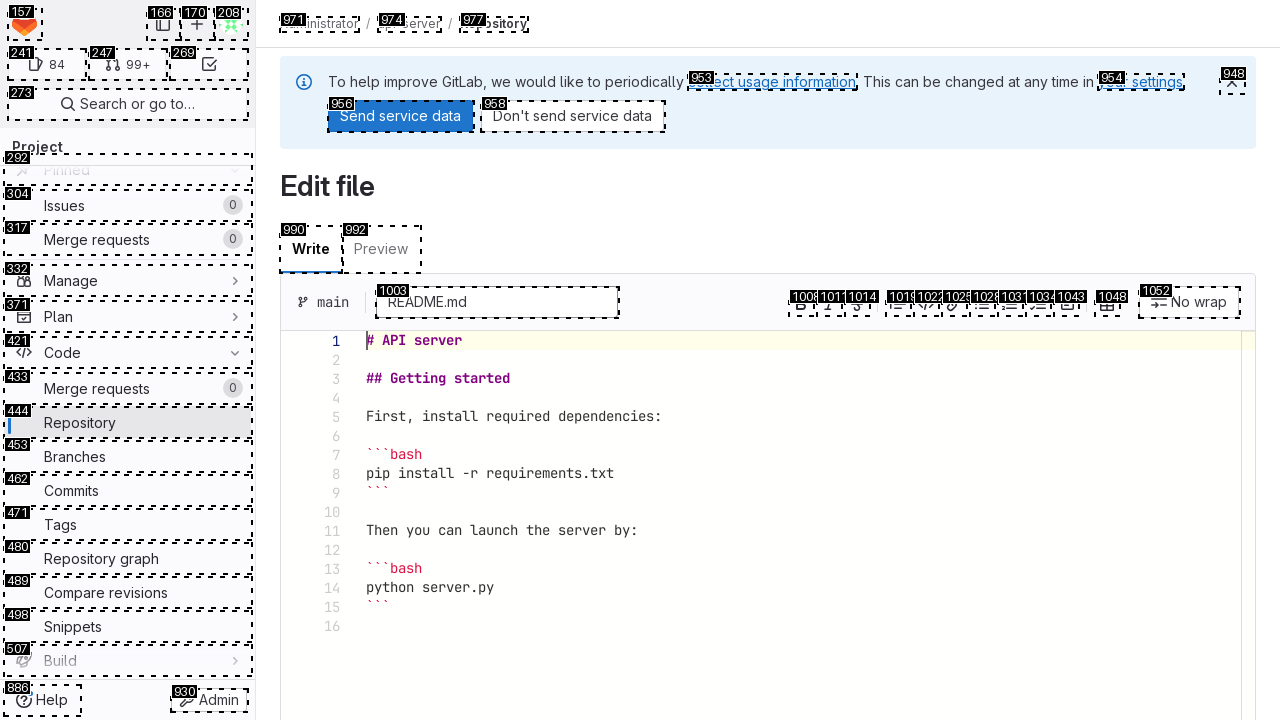 157
166
170
208
241
84
247
99+
269
273
Search or go to…
Project
292
Pinned
304
Issues
0
317
Merge requests
0
332
Manage
371
Plan
421
Code
433
Merge requests
0
444
Repository
453
Branches
462
Commits
471
Tags
480
Repository graph
489
Compare revisions
498
Snippets
507
Build
886
Help
930
Admin
971
974
977
Administrator / api-server / Repository
To help improve GitLab, we would like to periodically collect usage information. This can be changed at any time in your settings.
953
954
948
956
Send service data
958
Don't send service data
Edit file
990
Write
992
Preview
main
1003
README.md
1008
1011
1014
1019
1022
1025
1028
1031
1034
1043
1048
1052
No wrap
1 # API server
2
3 ## Getting started
4
5 First, install required dependencies:
6
7 ```bash
8 pip install -r requirements.txt
9 ```
10
11 Then you can launch the server by:
12
13 ```bash
14 python server.py
15 ```
16